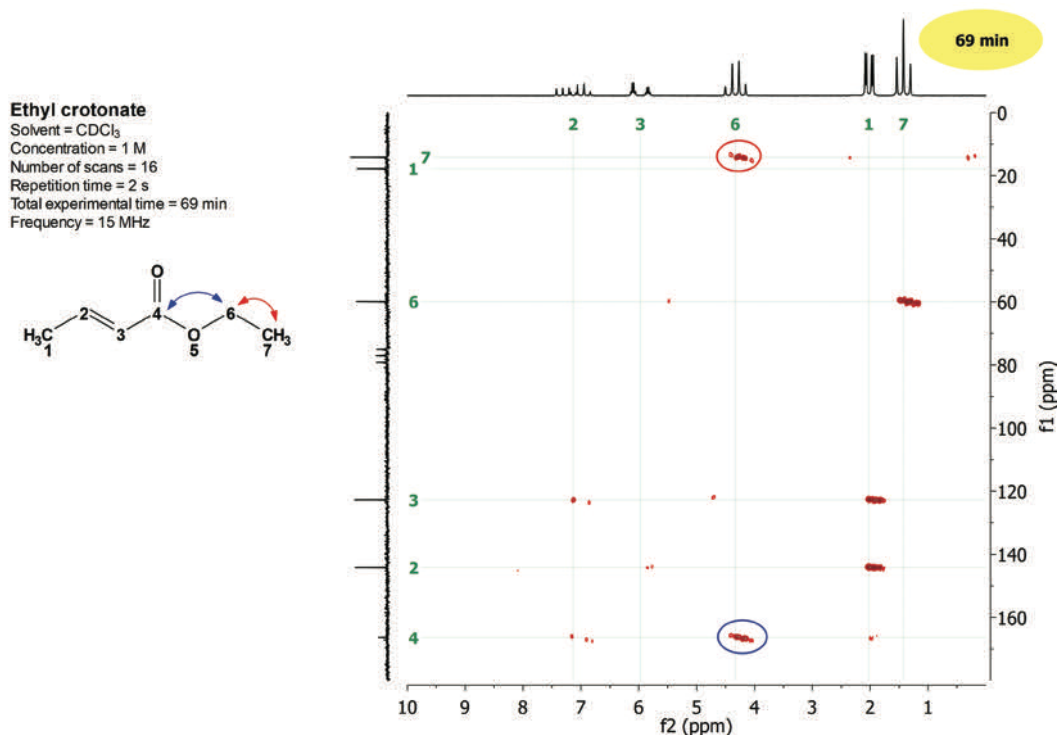 69 min
Ethyl crotonate
Solvent = CDCl₃
Concentration = 1 M
Number of scans = 16
Repetition time = 2 s
Total experimental time = 69 min
Frequency = 15 MHz
O
H₃C 2 3 4 O 6 CH₃
1 5 7
2 3 6 1 7
7
1
6
3
2
4
0
20
40
60
80
100
120
140
160
f1 (ppm)
10 9 8 7 6 5 4 3 2 1
f2 (ppm)